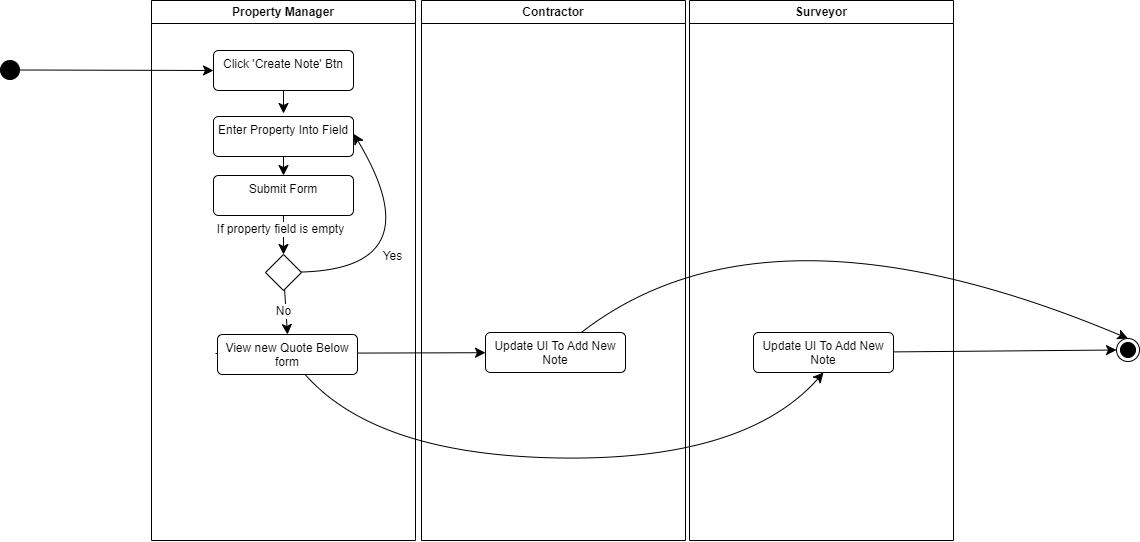 Property Manager
Contractor
Surveyor
Click 'Create Note' Btn
Enter Property Into Field
Submit Form
If property field is empty
Yes
No
View new Quote Below
form
Update UI To Add New
Note
Update UI To Add New
Note